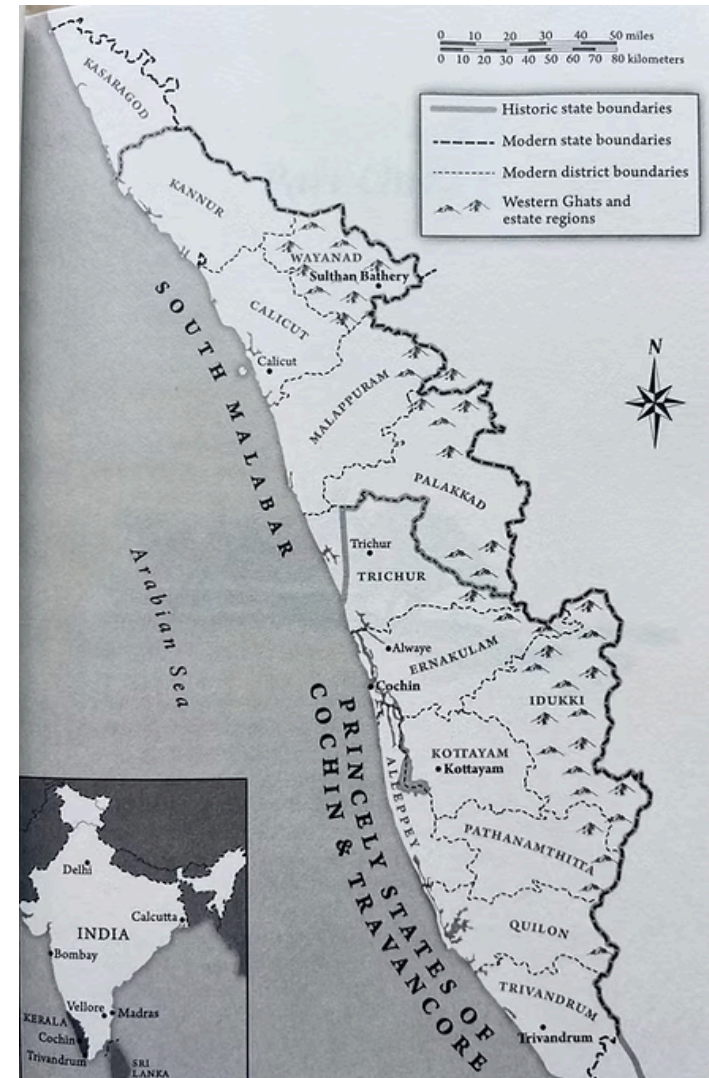 0 10 20 30 40 50 miles
0 10 20 30 40 50 60 70 80 kilometers
Historic state boundaries
Modern state boundaries
Modern district boundaries
Western Ghats and
estate regions
KASARAGOD
KANNUR
WAYANAD
Sulthan Bathery
CALICUT
Calicut
N
MALAPPURAM
SOUTH MALABAR
PALAKKAD
Trichur
TRICHUR
Arabian Sea
Alwaye
ERNAKULAM
Cochin
IDUKKI
PRINCELY STATES OF
COCHIN & TRAVANCORE
KOTTAYAM
Kottayam
ALLEPPEY
PATHANAMTHITTA
QUILON
TRIVANDRUM
Trivandrum
Delhi
Calcutta
INDIA
Bombay
Vellore
Madras
KERALA
Cochin
Trivandrum
SRI
LANKA